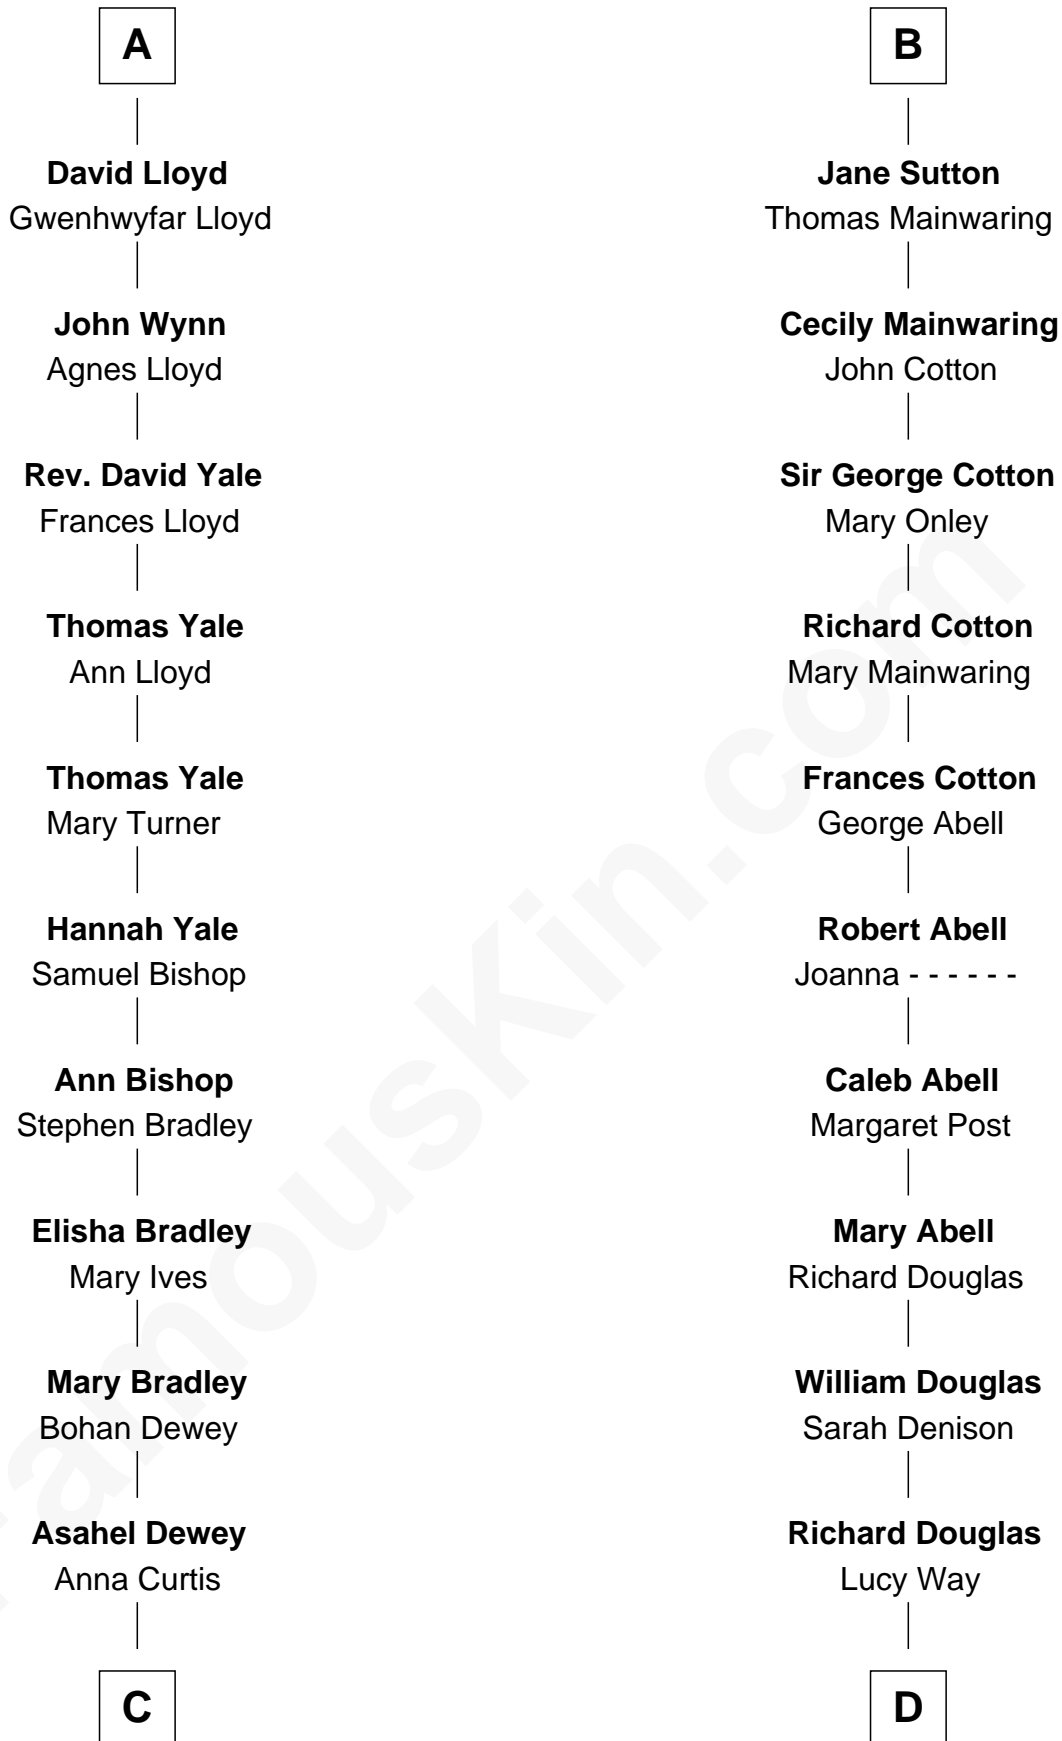 A
David Lloyd
Gwenhwyfar Lloyd
John Wynn
Agnes Lloyd
Rev. David Yale
Frances Lloyd
Thomas Yale
Ann Lloyd
Thomas Yale
Mary Turner
Hannah Yale
Samuel Bishop
Ann Bishop
Stephen Bradley
Elisha Bradley
Mary Ives
Mary Bradley
Bohan Dewey
Asahel Dewey
Anna Curtis
C
B
Jane Sutton
Thomas Mainwaring
Cecily Mainwaring
John Cotton
Sir George Cotton
Mary Onley
Richard Cotton
Mary Mainwaring
Frances Cotton
George Abell
Robert Abell
Joanna - - - - - -
Caleb Abell
Margaret Post
Mary Abell
Richard Douglas
William Douglas
Sarah Denison
Richard Douglas
Lucy Way
D
FamousKin.com